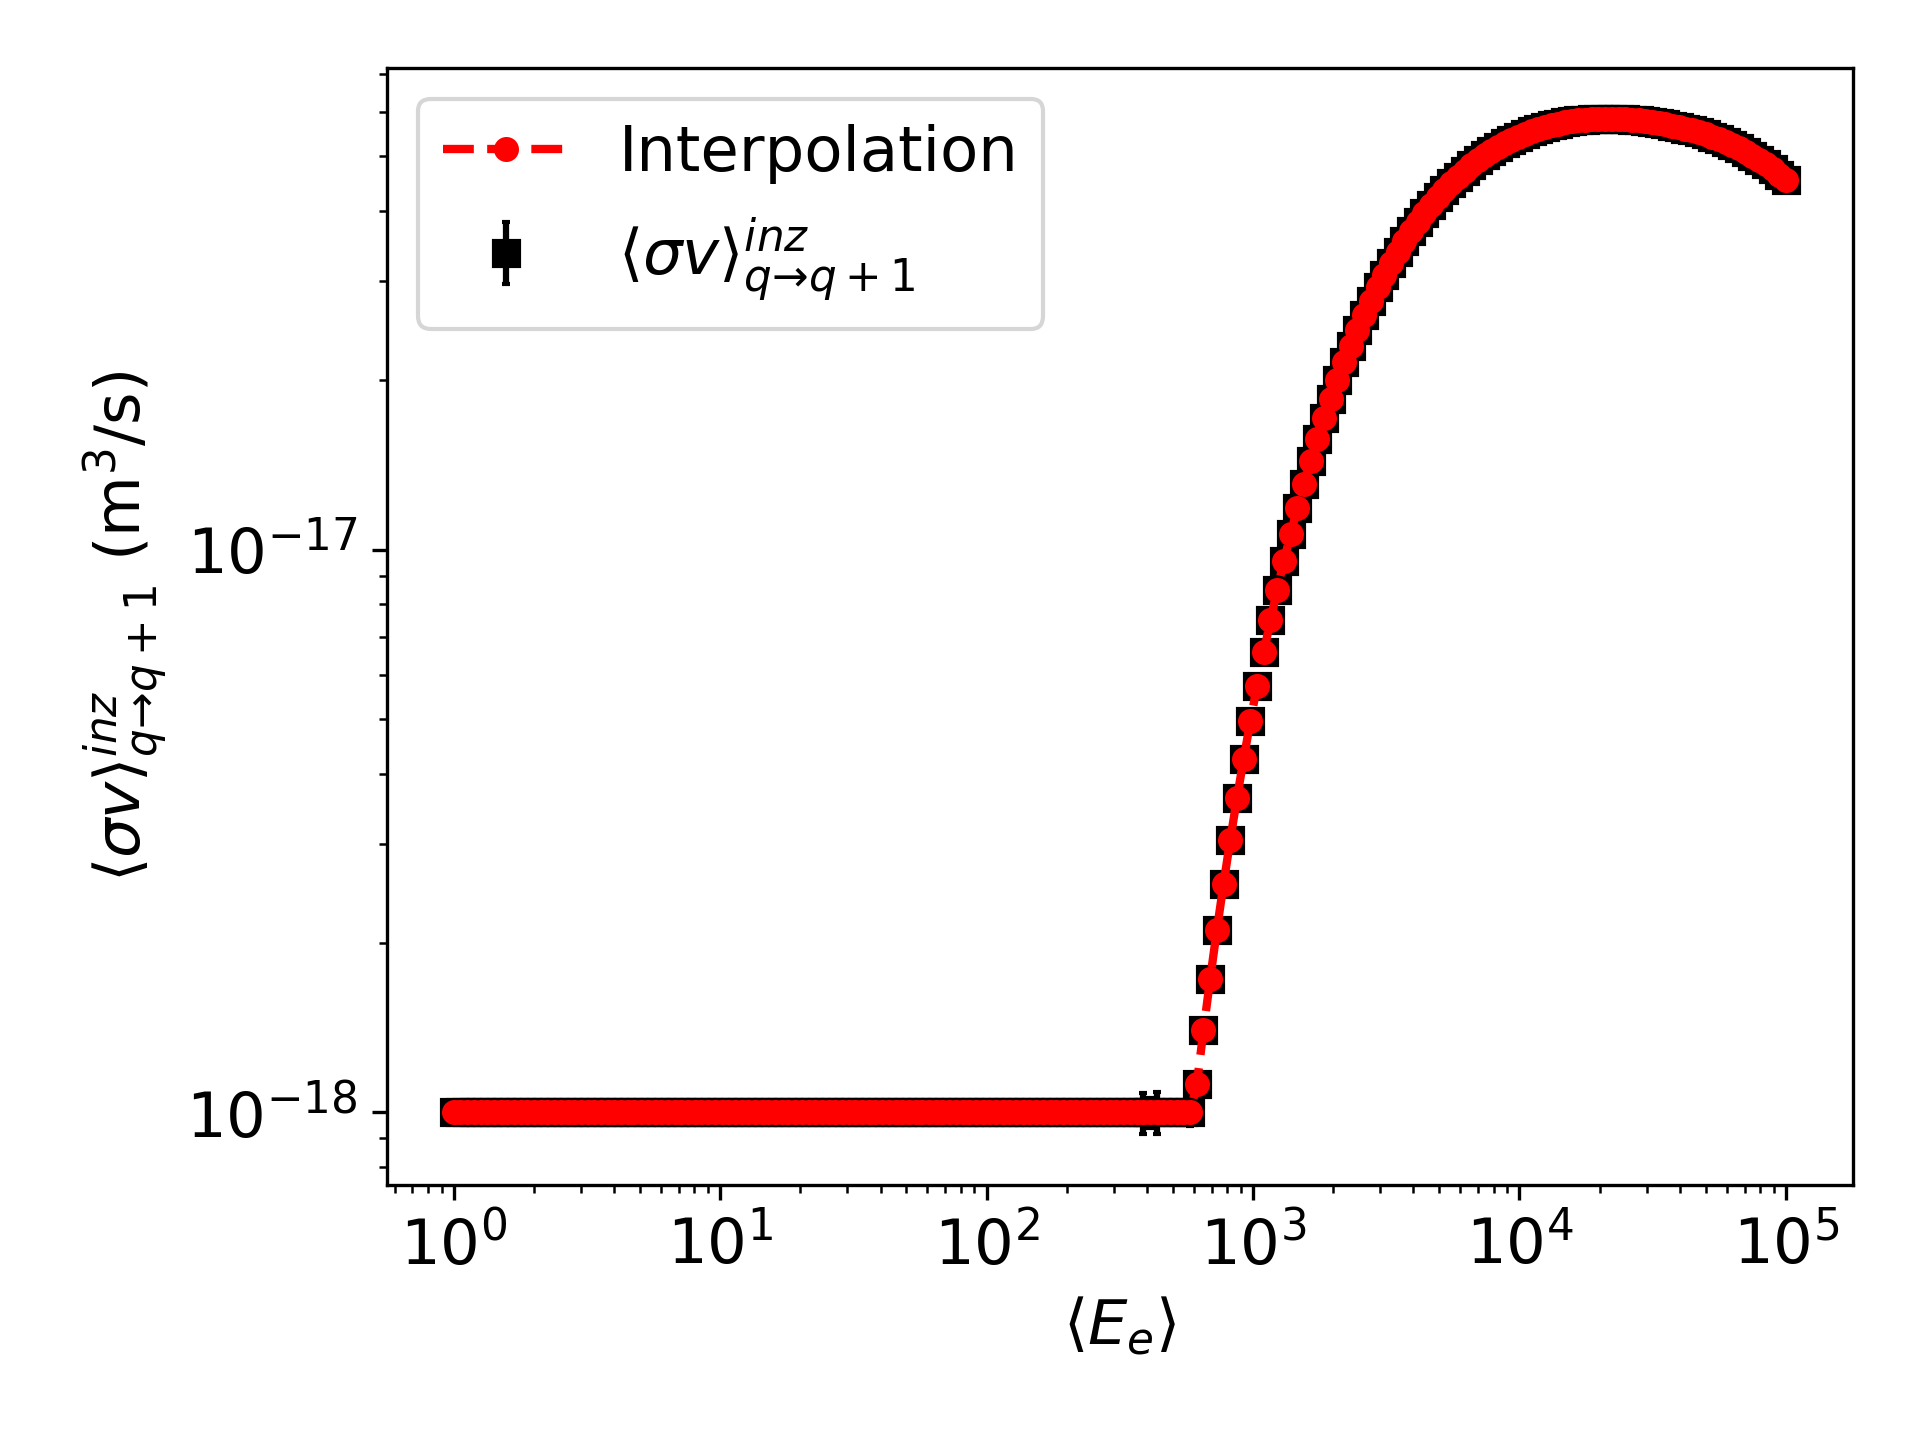 Interpolation
⟨σv⟩^{inz}_{q→q+1}
⟨σv⟩^{inz}_{q→q+1} (m^3/s)
10^{−17}
10^{−18}
10^0 10^1 10^2 10^3 10^4 10^5
⟨E_e⟩